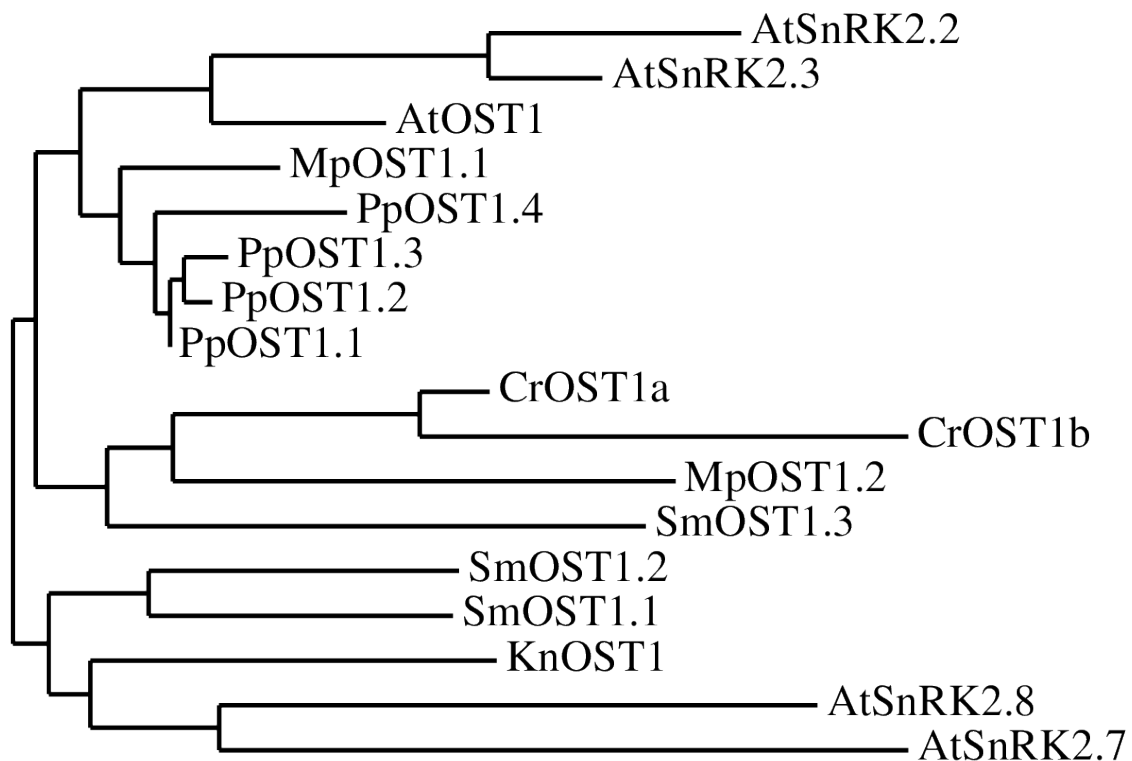 AtSnRK2.2
AtSnRK2.3
AtOST1
MpOST1.1
PpOST1.4
PpOST1.3
PpOST1.2
PpOST1.1
CrOST1a
CrOST1b
MpOST1.2
SmOST1.3
SmOST1.2
SmOST1.1
KnOST1
AtSnRK2.8
AtSnRK2.7